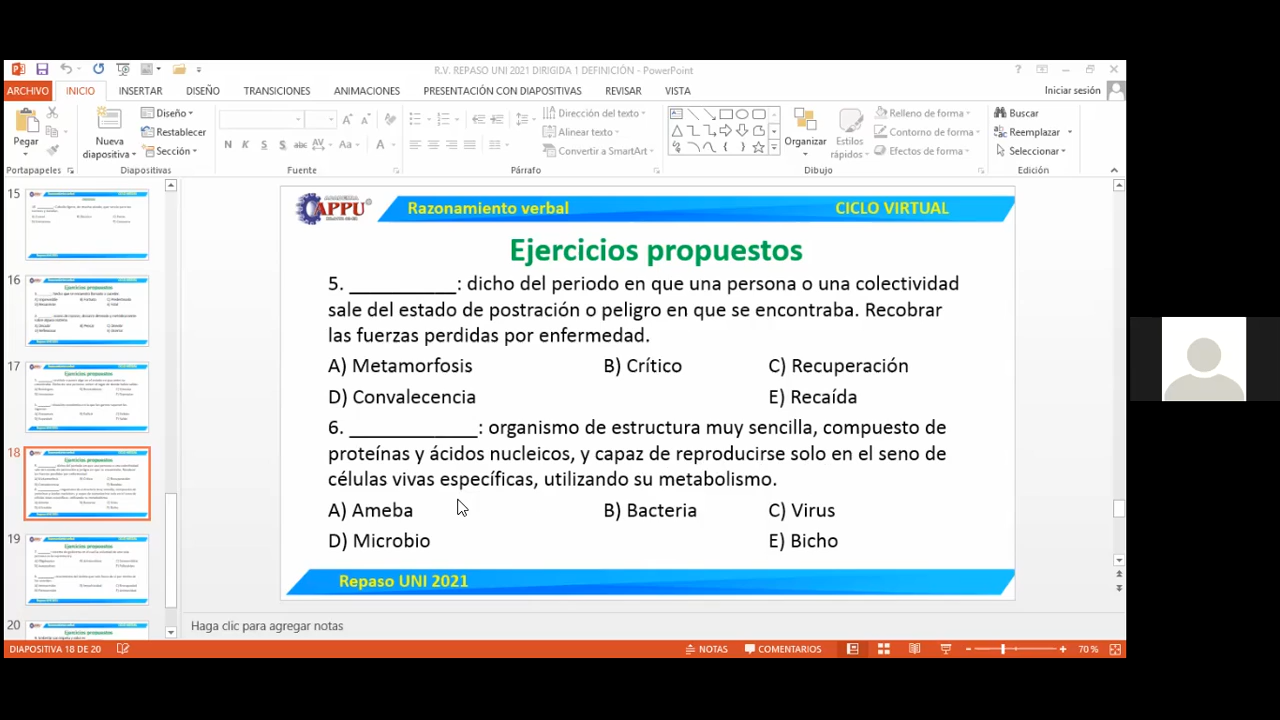 R.V. REPASO UNI 2021 DIRIGIDA 1 DEFINICIÓN - PowerPoint
ARCHIVO INICIO INSERTAR DISEÑO TRANSICIONES ANIMACIONES PRESENTACIÓN CON DIAPOSITIVAS REVISAR VISTA Iniciar sesión
Pegar
Nueva diapositiva
Diseño
Restablecer
Sección
N K S S abc AV Aa A
Dirección del texto
Alinear texto
Convertir a SmartArt
Organizar
Estilos rápidos
Relleno de forma
Contorno de forma
Efectos de forma
Buscar
Reemplazar
Seleccionar
Portapapeles Diapositivas Fuente Párrafo Dibujo Edición
15
16
17
18
19
20
APPU
Razonamiento verbal CICLO VIRTUAL
Ejercicios propuestos
5. ___________: dicho del periodo en que una persona o una colectividad
sale del estado de postración o peligro en que se encontraba. Recobrar
las fuerzas perdidas por enfermedad.
A) Metamorfosis B) Crítico C) Recuperación
D) Convalecencia E) Recaída
6. _____________ : organismo de estructura muy sencilla, compuesto de
proteínas y ácidos nucleicos, y capaz de reproducirse solo en el seno de
células vivas específicas, utilizando su metabolismo.
A) Ameba B) Bacteria C) Virus
D) Microbio E) Bicho
Repaso UNI 2021
Haga clic para agregar notas
DIAPOSITIVA 18 DE 20 NOTAS COMENTARIOS 70 %